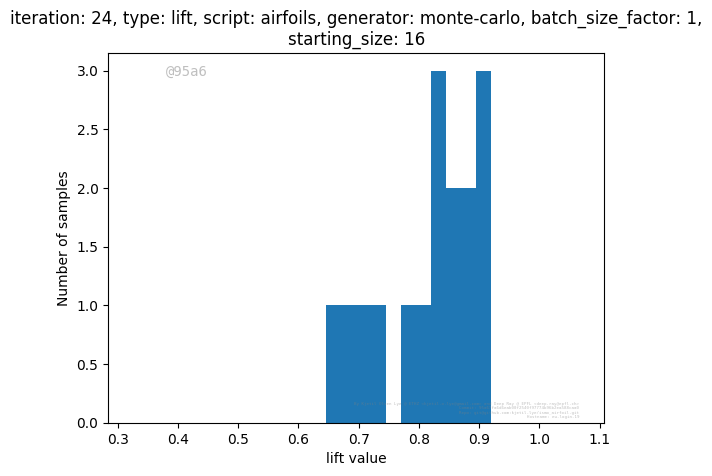 iteration: 24, type: lift, script: airfoils, generator: monte-carlo, batch_size_factor: 1,
starting_size: 16
@95a6
3.0
2.5
2.0
1.5
1.0
0.5
0.0
Number of samples
0.3 0.4 0.5 0.6 0.7 0.8 0.9 1.0 1.1
lift value